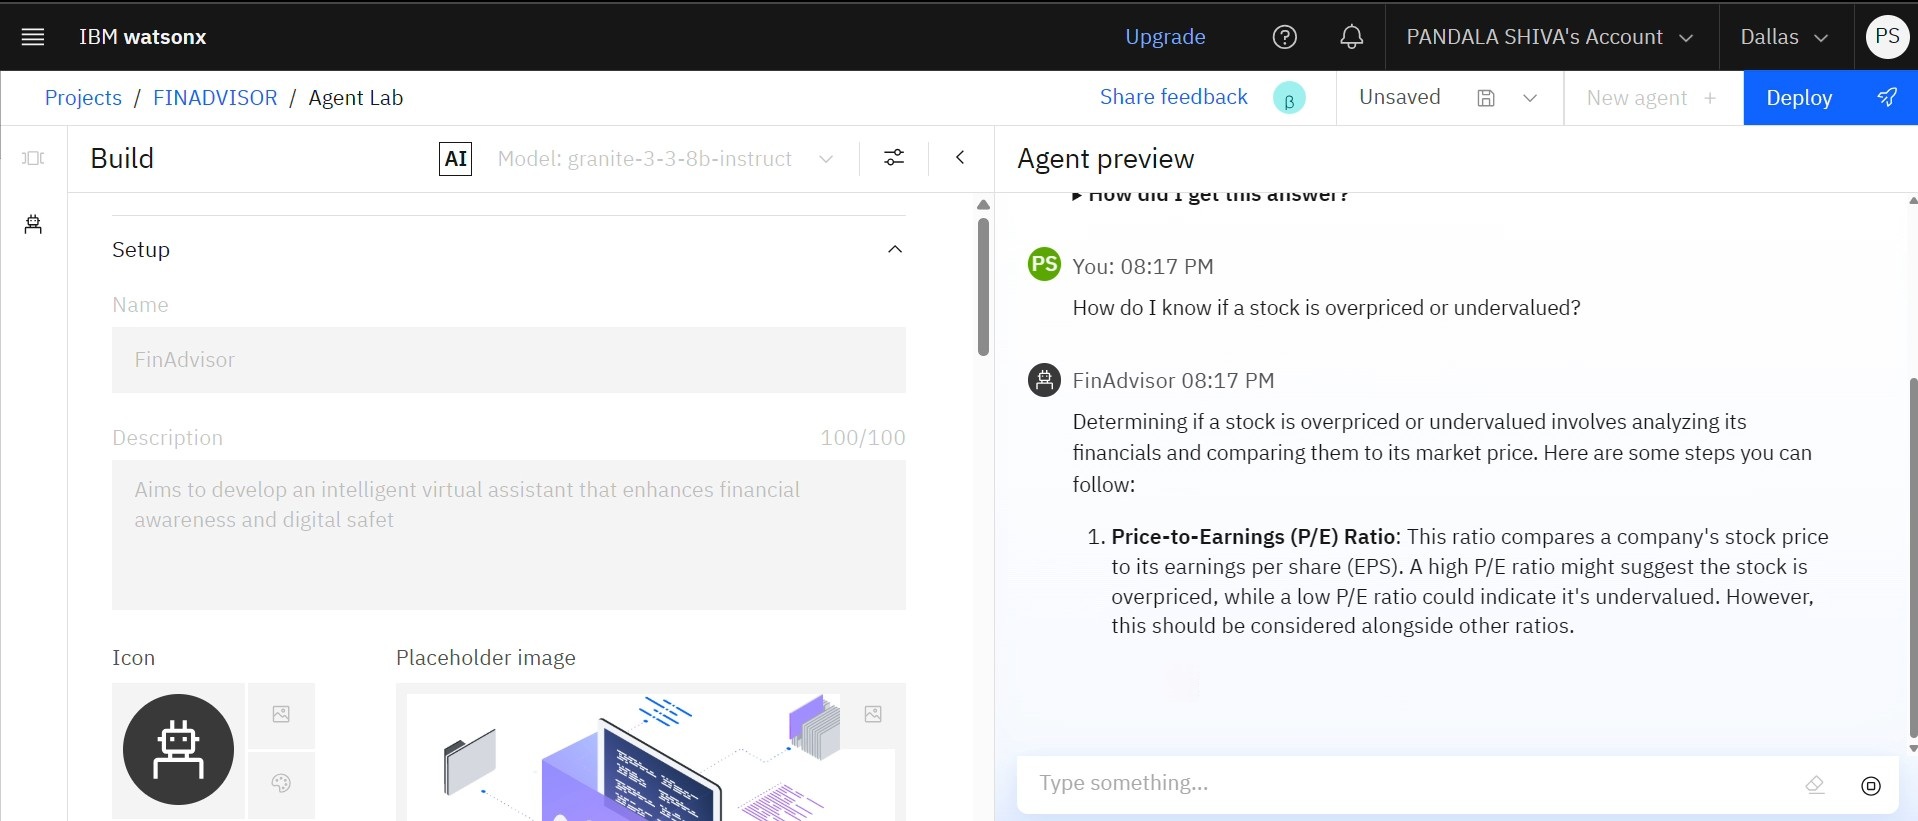 IBM watsonx
Upgrade
PANDALA SHIVA's Account
Dallas
PS
Projects / FINADVISOR / Agent Lab
Share feedback
β
Unsaved
New agent +
Deploy
Build
AI
Model: granite-3-3-8b-instruct
Agent preview
Setup
Name
FinAdvisor
Description
100/100
Aims to develop an intelligent virtual assistant that enhances financial
awareness and digital safet
Icon
Placeholder image
How did I get this answer?
PS
You: 08:17 PM
How do I know if a stock is overpriced or undervalued?
FinAdvisor 08:17 PM
Determining if a stock is overpriced or undervalued involves analyzing its
financials and comparing them to its market price. Here are some steps you can
follow:
1. Price-to-Earnings (P/E) Ratio: This ratio compares a company's stock price
to its earnings per share (EPS). A high P/E ratio might suggest the stock is
overpriced, while a low P/E ratio could indicate it's undervalued. However,
this should be considered alongside other ratios.
Type something...